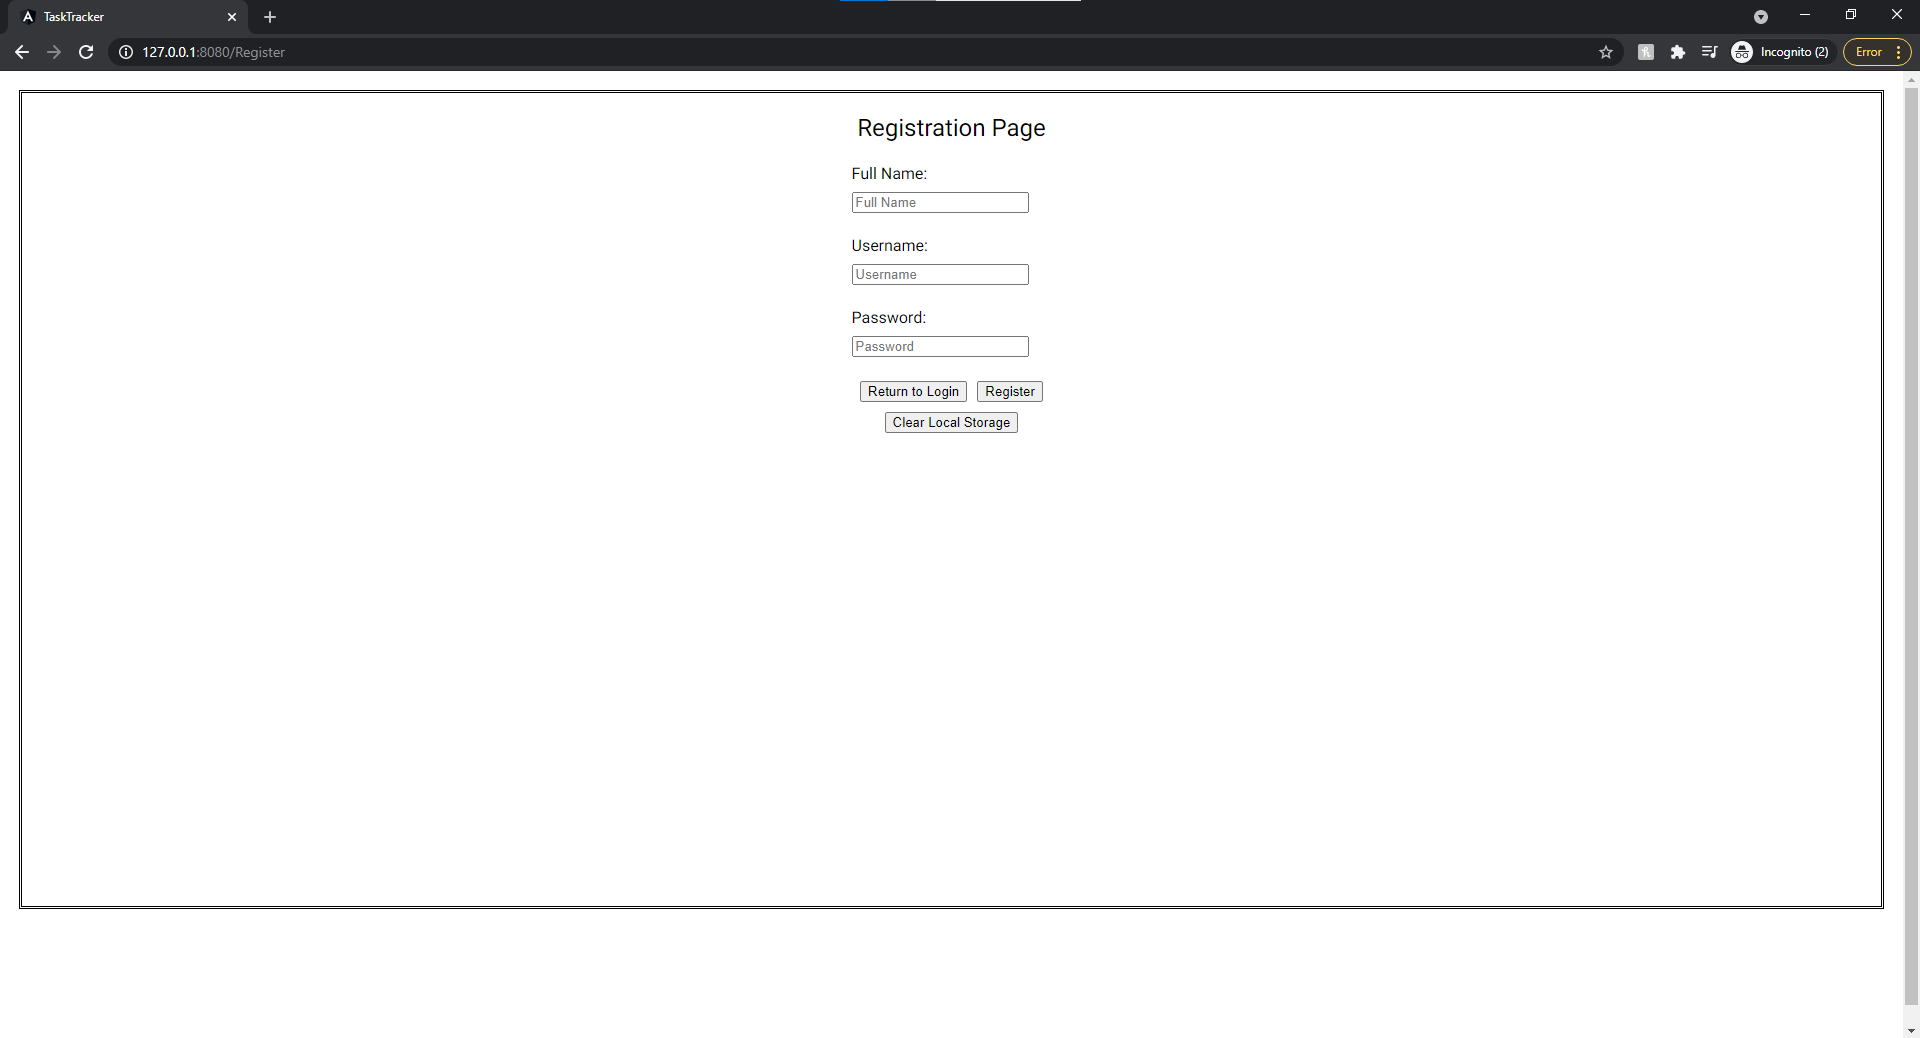 TaskTracker
127.0.0.1:8080/Register
Incognito (2)
Error
Registration Page
Full Name:
Full Name
Username:
Username
Password:
Password
Return to Login Register
Clear Local Storage